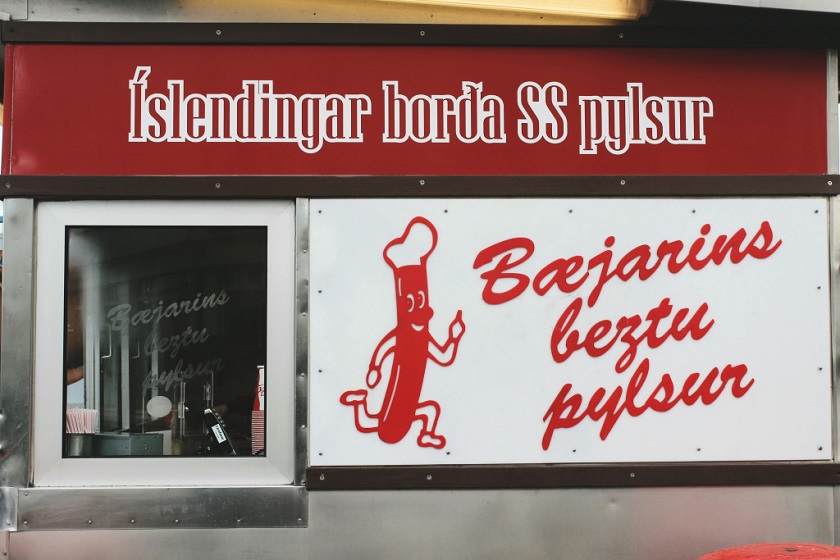 Íslendingar borða SS pylsur
Bæjarins
beztu
pylsur
Bæjarins
beztu
pylsur